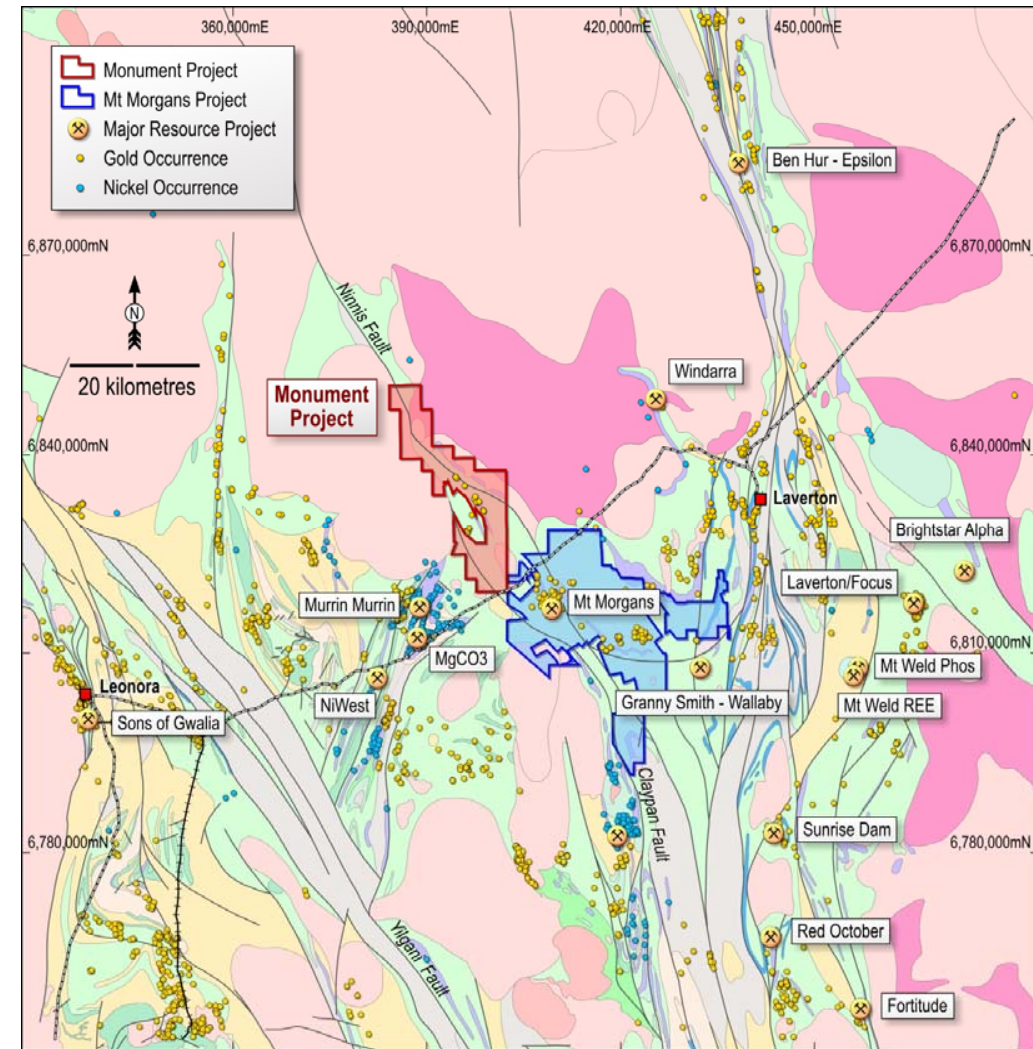 360,000mE
390,000mE
420,000mE
450,000mE
Monument Project
Mt Morgans Project
Major Resource Project
Gold Occurrence
Nickel Occurrence
Ben Hur - Epsilon
6,870,000mN
6,870,000mN
N
20 kilometres
Ninnis Fault
Windarra
Monument
Project
6,840,000mN
6,840,000mN
Laverton
Brightstar Alpha
Laverton/Focus
Murrin Murrin
Mt Morgans
MgCO3
6,810,000mN
Mt Weld Phos
Leonora
NiWest
Granny Smith - Wallaby
Mt Weld REE
Sons of Gwalia
Claypan Fault
Sunrise Dam
6,780,000mN
6,780,000mN
Yilgani Fault
Red October
Fortitude